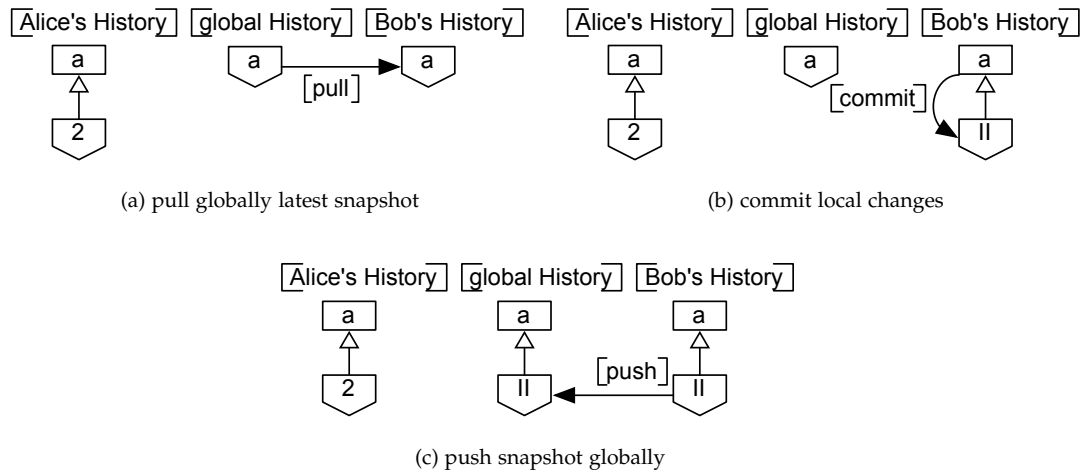 Alice's History global History Bob's History Alice's History global History Bob's History
a a a a a a
[pull] [commit]
2 2 II
(a) pull globally latest snapshot (b) commit local changes
Alice's History global History Bob's History
a a a
[push]
2 II II
(c) push snapshot globally